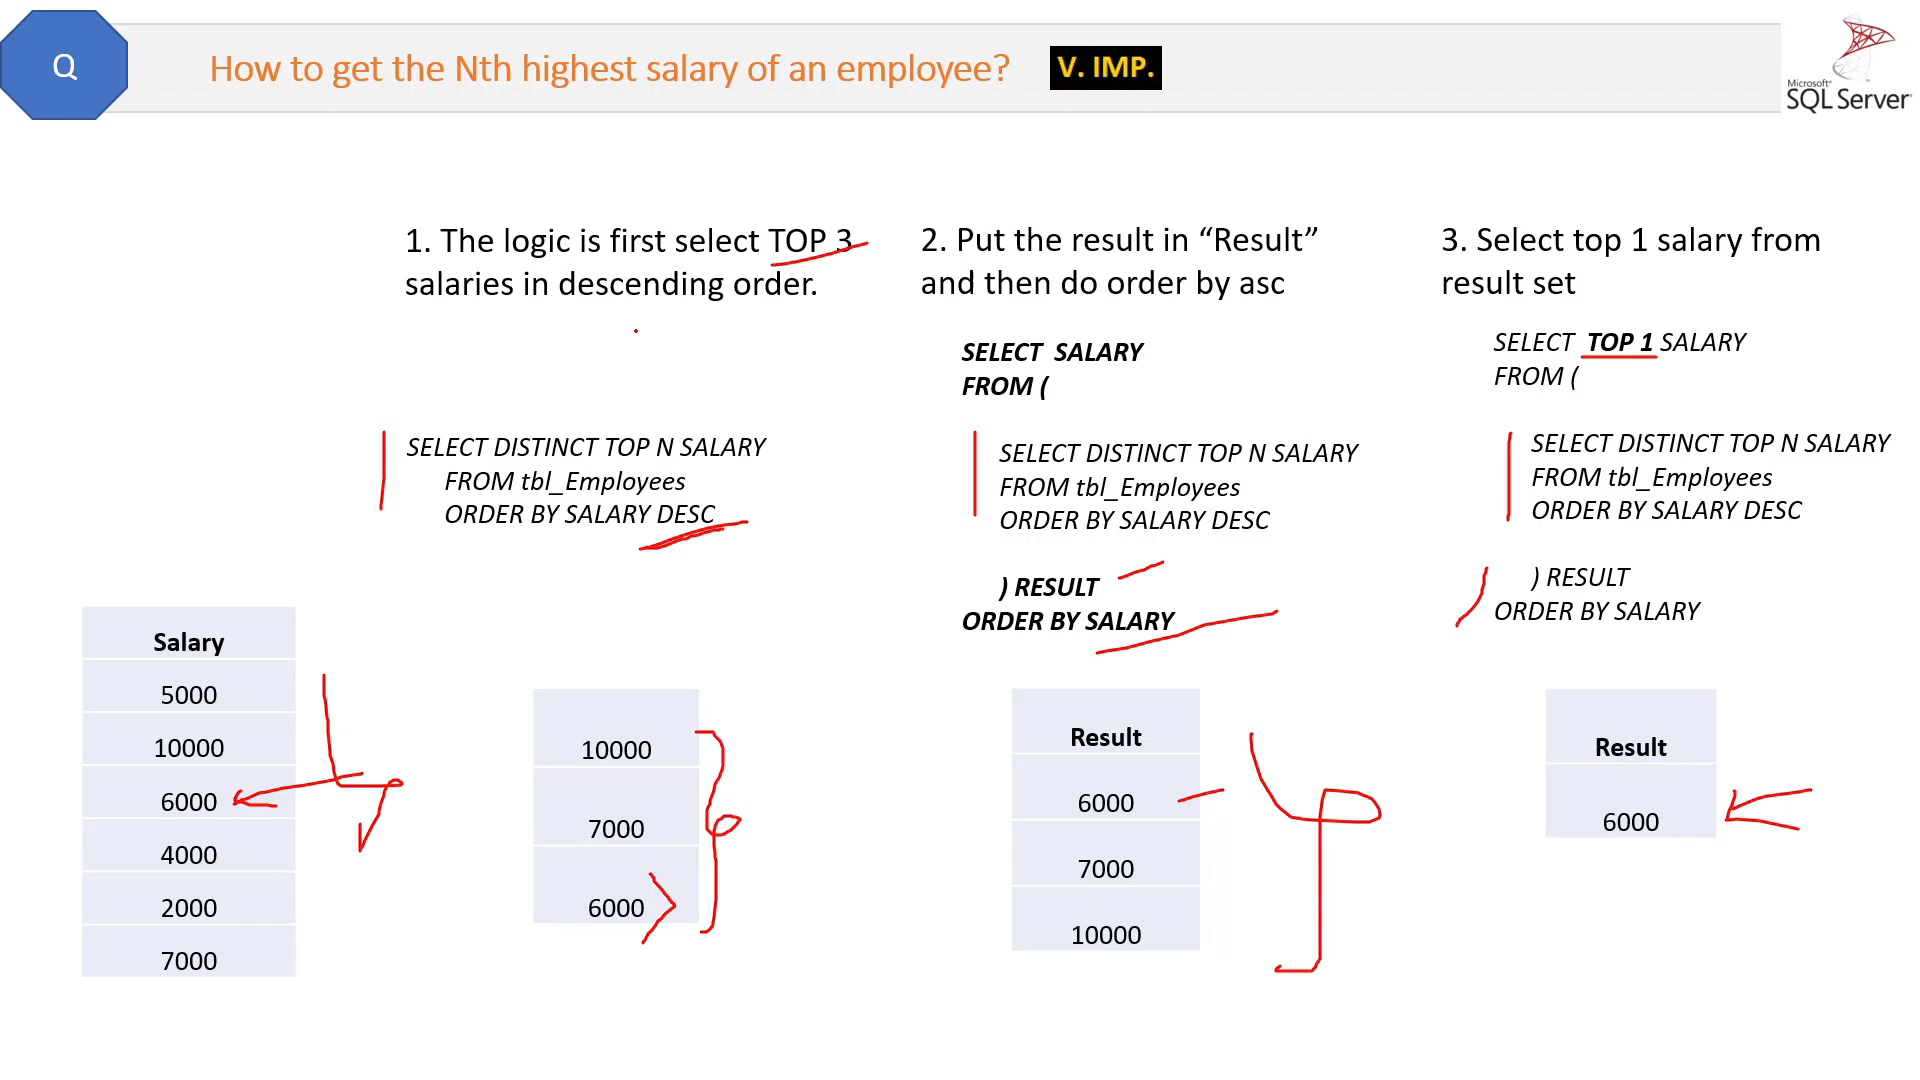 Q
How to get the Nth highest salary of an employee?
V. IMP.
Microsoft®
SQL Server
1. The logic is first select TOP 3
salaries in descending order.
SELECT DISTINCT TOP N SALARY
FROM tbl_Employees
ORDER BY SALARY DESC
2. Put the result in “Result”
and then do order by asc
SELECT SALARY
FROM (
SELECT DISTINCT TOP N SALARY
FROM tbl_Employees
ORDER BY SALARY DESC
) RESULT
ORDER BY SALARY
3. Select top 1 salary from
result set
SELECT TOP 1 SALARY
FROM (
SELECT DISTINCT TOP N SALARY
FROM tbl_Employees
ORDER BY SALARY DESC
) RESULT
ORDER BY SALARY
Salary
5000
10000
6000
4000
2000
7000
10000
7000
6000
Result
6000
7000
10000
Result
6000